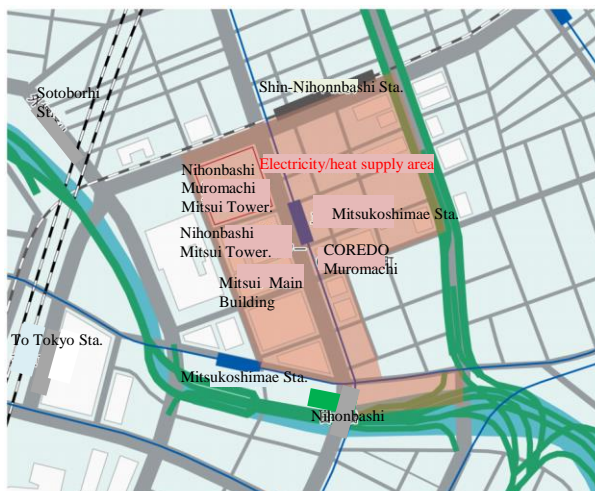 Shin-Nihonnbashi Sta.
Sotoborhi
St.
Electricity/heat supply area
Nihonbashi
Muromachi
Mitsui Tower.
Mitsukoshimae Sta.
Nihonbashi
Mitsui Tower.
COREDO
Muromachi
Mitsui Main
Building
To Tokyo Sta.
Mitsukoshimae Sta.
Nihonbashi